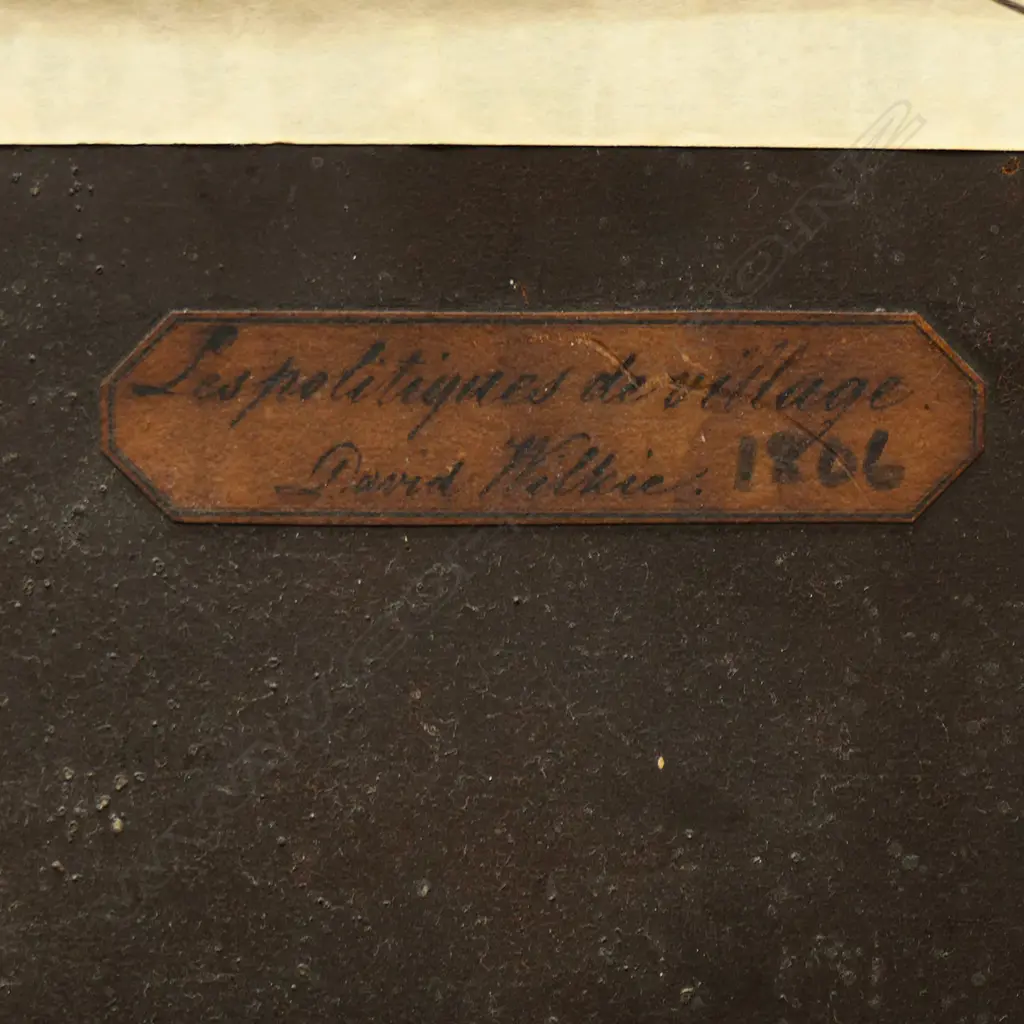 Les politiques de village
David Wilkie. 1806